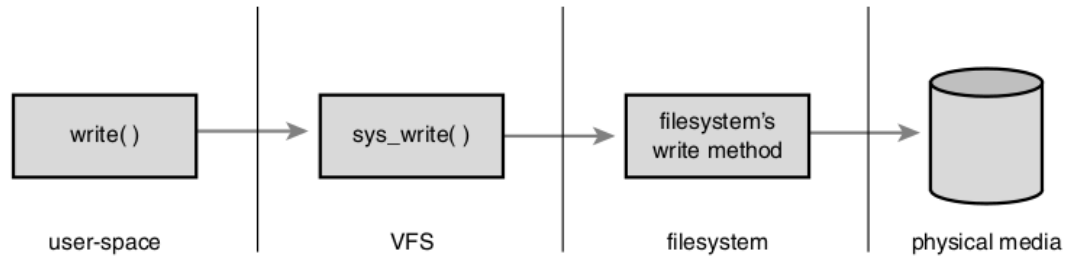 write( )
sys_write( )
filesystem's
write method
user-space
VFS
filesystem
physical media